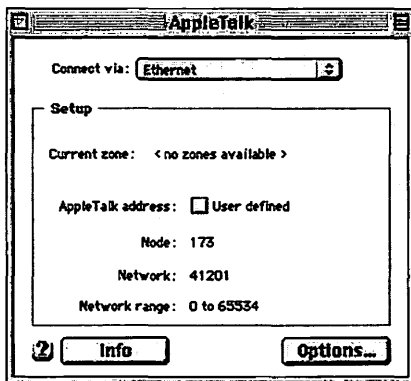 AppleTalk
Connect via: Ethernet
Setup
Current zone: < no zones available >
AppleTalk address: User defined
Node: 173
Network: 41201
Network range: 0 to 65534
? Info Options...